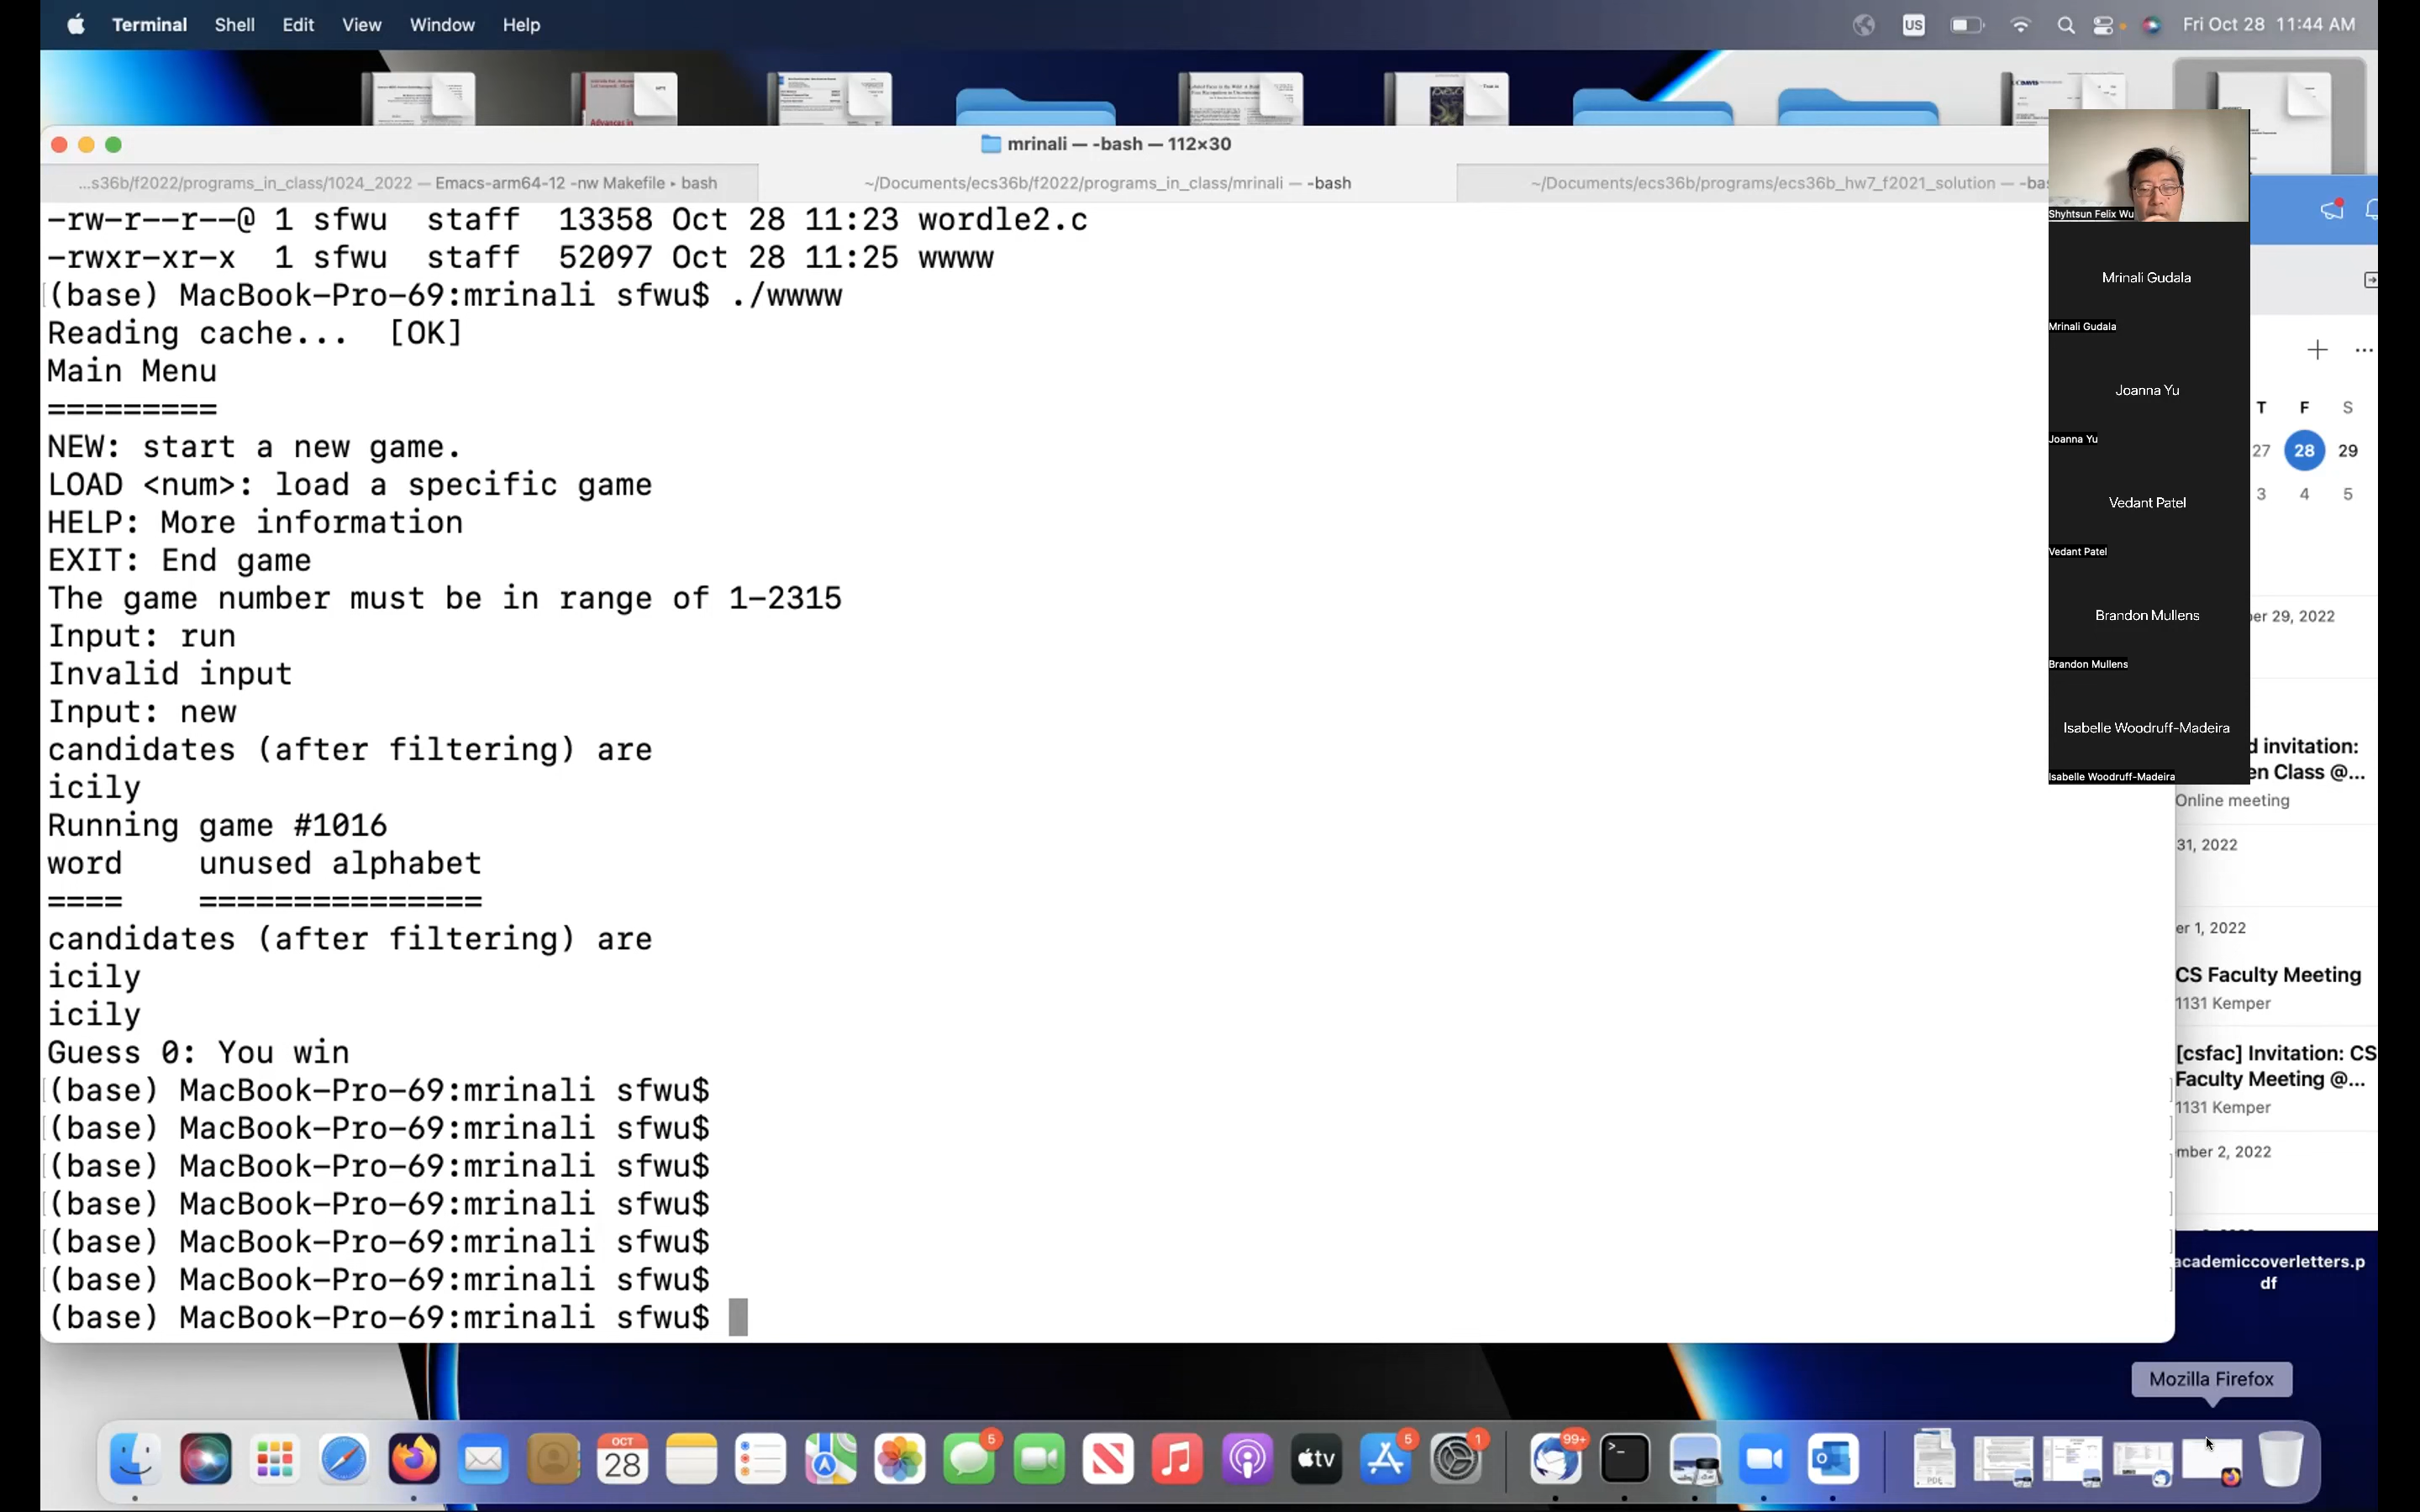 Terminal Shell Edit View Window Help
US
Fri Oct 28 11:44 AM
Advances in
mrinali — -bash — 112×30
...s36b/f2022/programs_in_class/1024_2022 — Emacs-arm64-12 -nw Makefile ▸ bash
~/Documents/ecs36b/f2022/programs_in_class/mrinali — -bash
~/Documents/ecs36b/programs/ecs36b_hw7_f2021_solution — -bas
-rw-r--r--@ 1 sfwu  staff  13358 Oct 28 11:23 wordle2.c
-rwxr-xr-x  1 sfwu  staff  52097 Oct 28 11:25 wwww
(base) MacBook-Pro-69:mrinali sfwu$ ./wwww
Reading cache...  [OK]
Main Menu
=========
NEW: start a new game.
LOAD <num>: load a specific game
HELP: More information
EXIT: End game
The game number must be in range of 1-2315
Input: run
Invalid input
Input: new
candidates (after filtering) are
icily
Running game #1016
word    unused alphabet
====    ===============
candidates (after filtering) are
icily
icily
Guess 0: You win
(base) MacBook-Pro-69:mrinali sfwu$
(base) MacBook-Pro-69:mrinali sfwu$
(base) MacBook-Pro-69:mrinali sfwu$
(base) MacBook-Pro-69:mrinali sfwu$
(base) MacBook-Pro-69:mrinali sfwu$
(base) MacBook-Pro-69:mrinali sfwu$
(base) MacBook-Pro-69:mrinali sfwu$
Shyhtsun Felix Wu
Mrinali Gudala
Mrinali Gudala
Joanna Yu
Joanna Yu
Vedant Patel
Vedant Patel
Brandon Mullens
Brandon Mullens
Isabelle Woodruff-Madeira
Isabelle Woodruff-Madeira
T F S
27 28 29
3 4 5
er 29, 2022
d invitation:
en Class @...
Online meeting
31, 2022
er 1, 2022
CS Faculty Meeting
1131 Kemper
[csfac] Invitation: CS
Faculty Meeting @...
1131 Kemper
mber 2, 2022
academiccoverletters.p
df
Mozilla Firefox
OCT
28
5
tv
5
1
99+